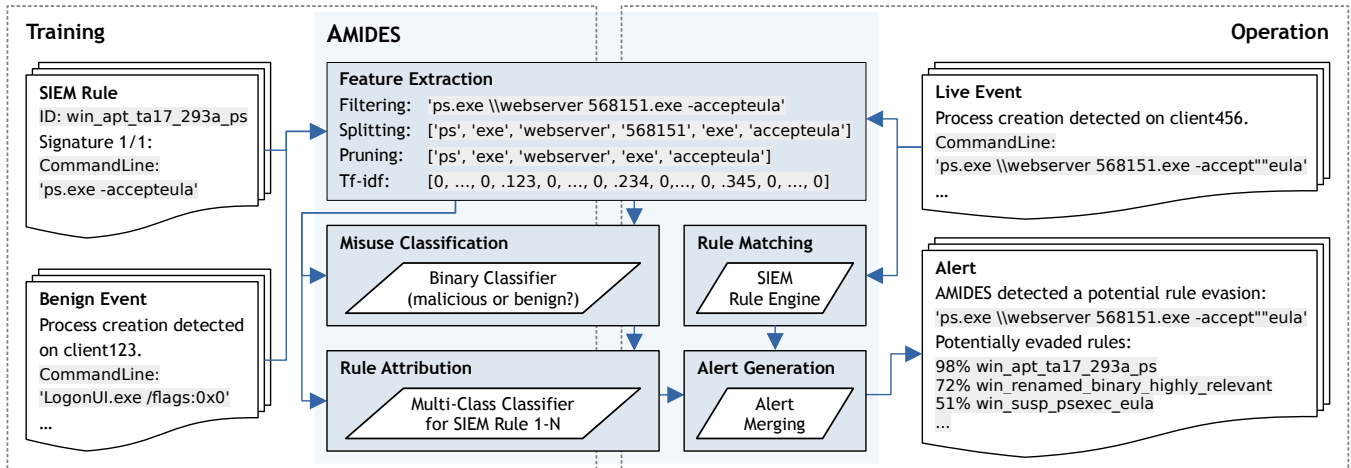 Training
AMIDES
Operation
SIEM Rule
ID: win_apt_ta17_293a_ps
Signature 1/1:
CommandLine:
'ps.exe -accepteula'
Benign Event
Process creation detected
on client123.
CommandLine:
'LogonUI.exe /flags:0x0'
...
Feature Extraction
Filtering: 'ps.exe \\webserver 568151.exe -accepteula'
Splitting: ['ps', 'exe', 'webserver', '568151', 'exe', 'accepteula']
Pruning: ['ps', 'exe', 'webserver', 'exe', 'accepteula']
Tf-idf: [0, ..., 0, .123, 0, ..., 0, .234, 0,..., 0, .345, 0, ..., 0]
Misuse Classification
Binary Classifier
(malicious or benign?)
Rule Matching
SIEM
Rule Engine
Rule Attribution
Multi-Class Classifier
for SIEM Rule 1-N
Alert Generation
Alert
Merging
Live Event
Process creation detected on client456.
CommandLine:
'ps.exe \\webserver 568151.exe -accept""eula'
...
Alert
AMIDES detected a potential rule evasion:
'ps.exe \\webserver 568151.exe -accept""eula'
Potentially evaded rules:
98% win_apt_ta17_293a_ps
72% win_renamed_binary_highly_relevant
51% win_susp_psexec_eula
...